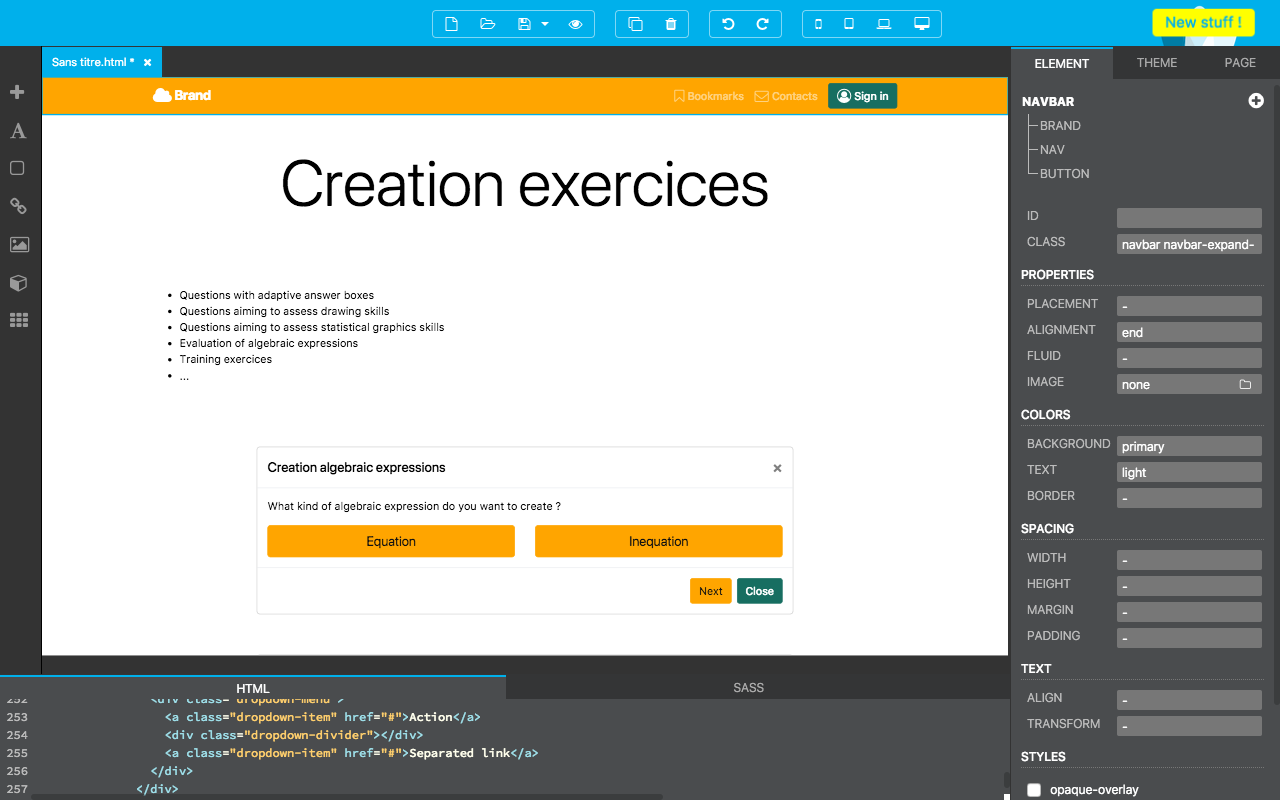 New stuff !
Sans titre.html * ×
ELEMENT THEME PAGE
Brand
Bookmarks Contacts Sign in
NAVBAR
BRAND
NAV
BUTTON
Creation exercices
ID
CLASS navbar navbar-expand-
PROPERTIES
PLACEMENT -
ALIGNMENT end
FLUID -
IMAGE none
COLORS
BACKGROUND primary
TEXT light
BORDER -
SPACING
WIDTH -
HEIGHT -
MARGIN -
PADDING -
TEXT
ALIGN -
TRANSFORM -
STYLES
opaque-overlay
• Questions with adaptive answer boxes
• Questions aiming to assess drawing skills
• Questions aiming to assess statistical graphics skills
• Evaluation of algebraic expressions
• Training exercices
• ...
Creation algebraic expressions ×
What kind of algebraic expression do you want to create ?
Equation Inequation
Next Close
HTML SASS
252 <div class="dropdown-menu">
253 <a class="dropdown-item" href="#">Action</a>
254 <div class="dropdown-divider"></div>
255 <a class="dropdown-item" href="#">Separated link</a>
256 </div>
257 </div>